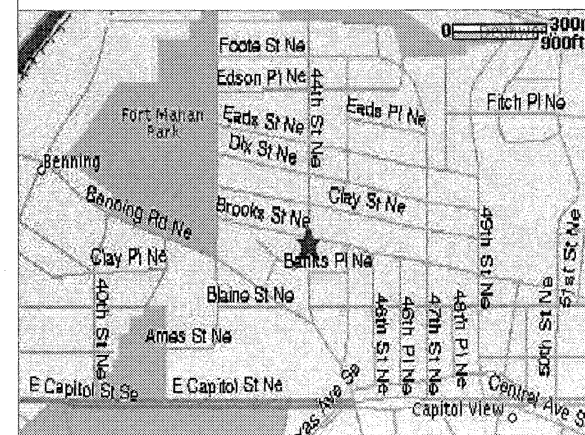 0 300m
900ft
Foote St Ne
Edson Pl Ne
44th St Ne
Fort Mahan
Park
Eads St Ne
Eads Pl Ne
Fitch Pl Ne
Dix St Ne
Benning
Benning Rd Ne
Clay St Ne
Brooks St Ne
49th St Ne
51st St Ne
Clay Pl Ne
Banks Pl Ne
40th St Ne
Blaine St Ne
46th St Ne
46th Pl Ne
47th St Ne
48th Pl Ne
50th St Ne
Ames St Ne
E Capitol St Se
E Capitol St Ne
Central Ave S
Capitol View
as Ave Se